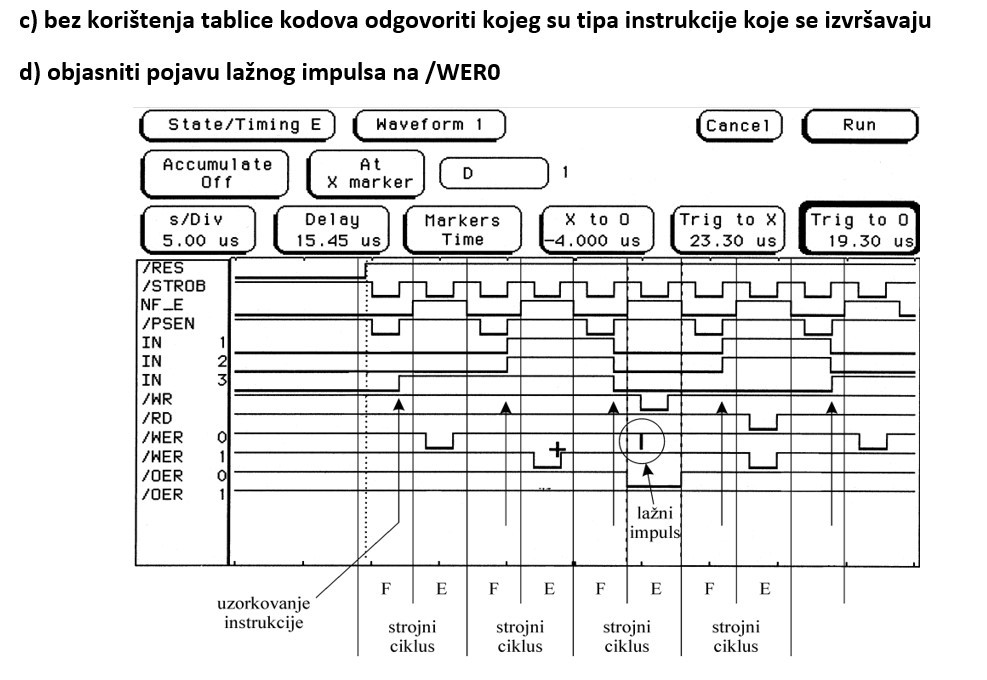 c) bez korištenja tablice kodova odgovoriti kojeg su tipa instrukcije koje se izvršavaju
d) objasniti pojavu lažnog impulsa na /WER0
State/Timing E
Waveform 1
Cancel
Run
Accumulate
Off
At
X marker
D
1
s/Div
5.00 us
Delay
15.45 us
Markers
Time
X to O
-4.000 us
Trig to X
23.30 us
Trig to O
19.30 us
/RES
/STROB
NF_E
/PSEN
IN 1
IN 2
IN 3
/WR
/RD
/WER 0
/WER 1
/OER 0
/OER 1
lažni
impuls
F E F E F E F E
uzorkovanje
instrukcije
strojni
ciklus
strojni
ciklus
strojni
ciklus
strojni
ciklus